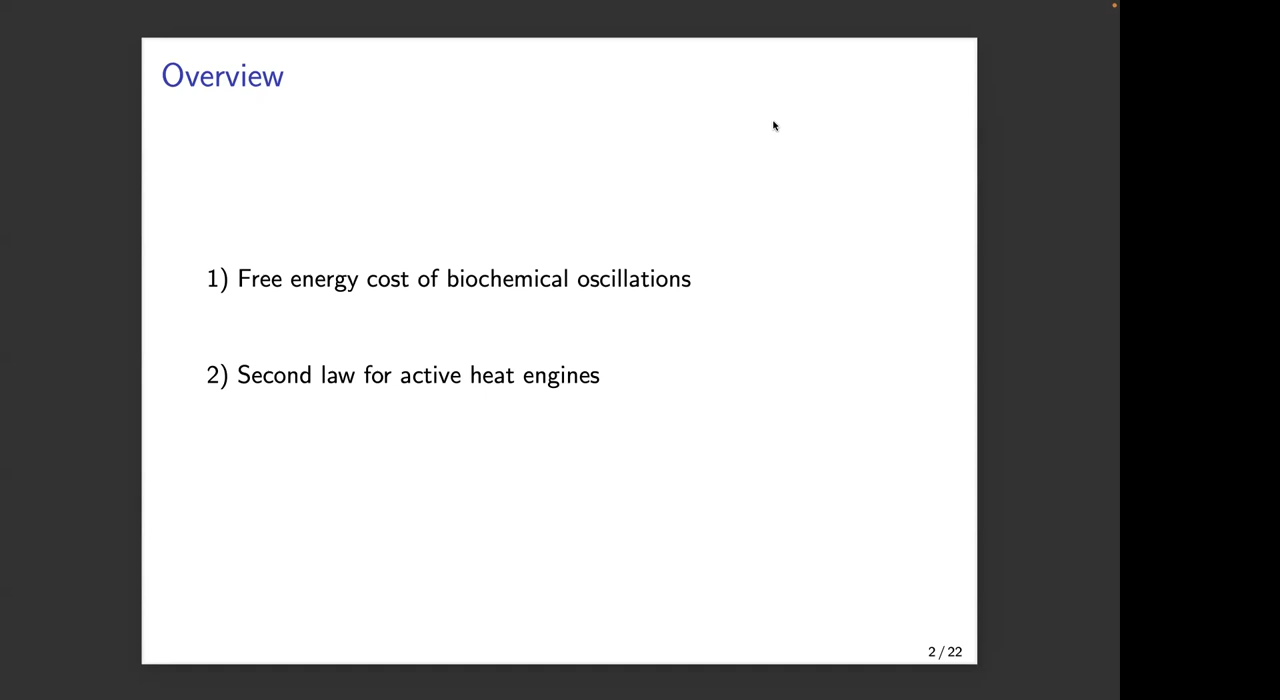 Overview
1) Free energy cost of biochemical oscillations
2) Second law for active heat engines
2 / 22